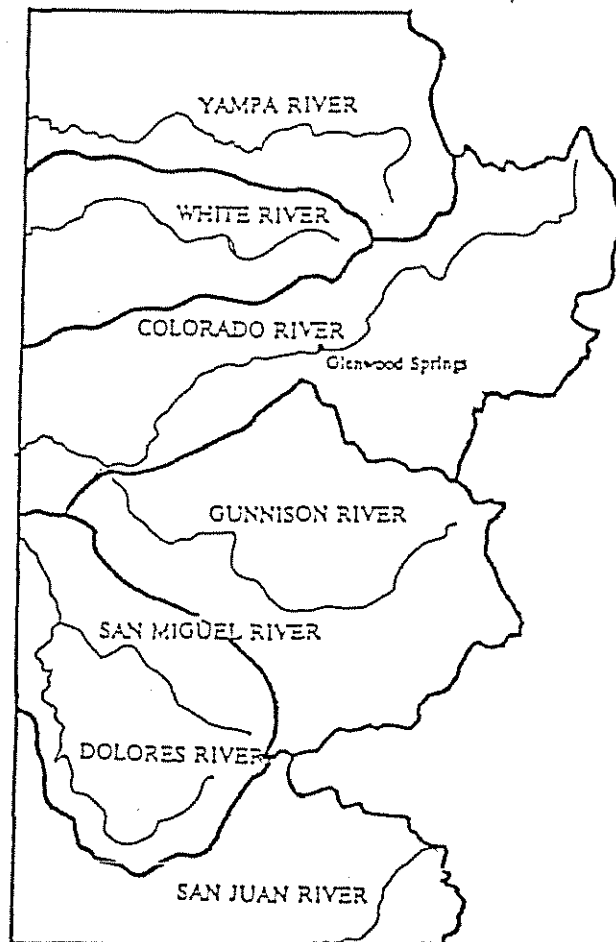 YAMPA RIVER
WHITE RIVER
COLORADO RIVER
Glenwood Springs
GUNNISON RIVER
SAN MIGUEL RIVER
DOLORES RIVER
SAN JUAN RIVER